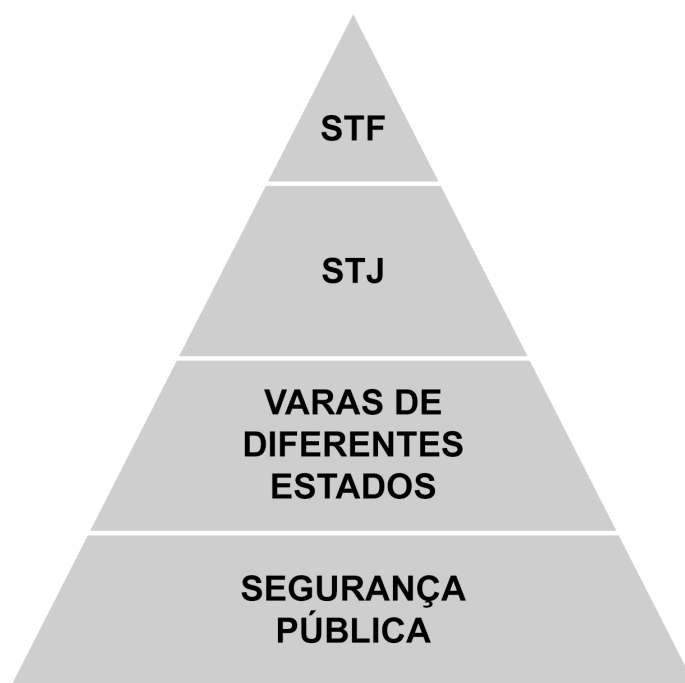 STF
STJ
VARAS DE
DIFERENTES
ESTADOS
SEGURANÇA
PÚBLICA